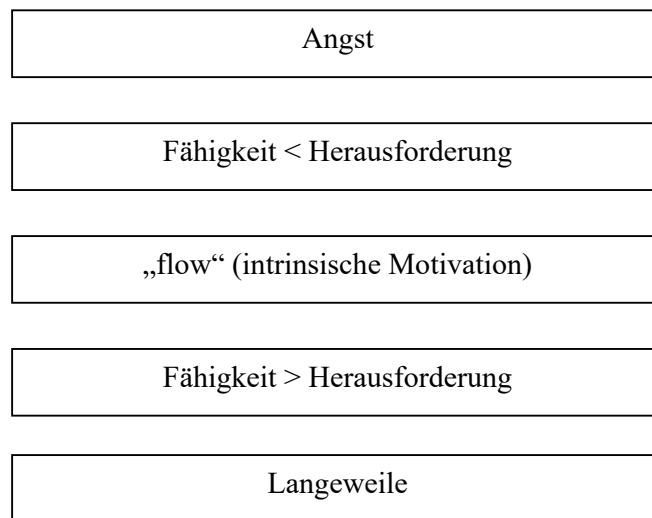 Angst
Fähigkeit < Herausforderung
„flow“ (intrinsische Motivation)
Fähigkeit > Herausforderung
Langeweile